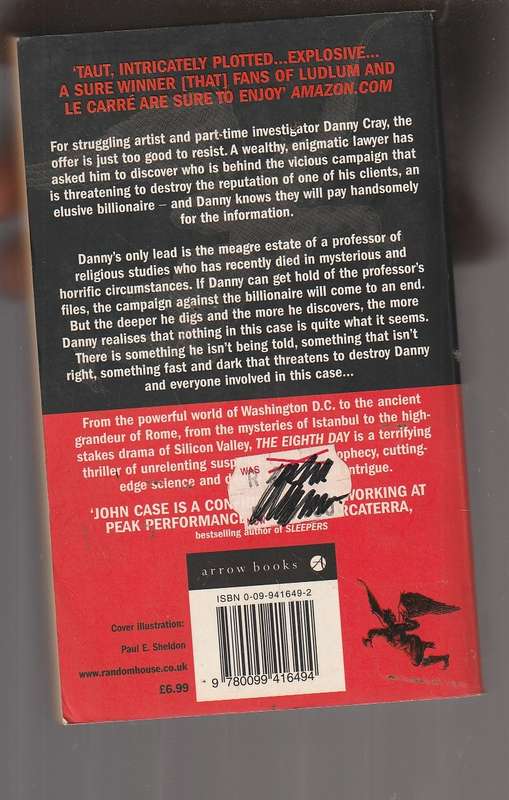 'TAUT, INTRICATELY PLOTTED...EXPLOSIVE...
A SURE WINNER [THAT] FANS OF LUDLUM AND
LE CARRÉ ARE SURE TO ENJOY' AMAZON.COM
For struggling artist and part-time investigator Danny Cray, the
offer is just too good to resist. A wealthy, enigmatic lawyer has
asked him to discover who is behind the vicious campaign that
is threatening to destroy the reputation of one of his clients, an
elusive billionaire – and Danny knows they will pay handsomely
for the information.
Danny's only lead is the meagre estate of a professor of
religious studies who has recently died in mysterious and
horrific circumstances. If Danny can get hold of the professor's
files, the campaign against the billionaire will come to an end.
But the deeper he digs and the more he discovers, the more
Danny realises that nothing in this case is quite what it seems.
There is something he isn't being told, something that isn't
right, something fast and dark that threatens to destroy Danny
and everyone involved in this case...
From the powerful world of Washington D.C. to the ancient
grandeur of Rome, from the mysteries of Istanbul to the high-
stakes drama of Silicon Valley, THE EIGHTH DAY is a terrifying
thriller of unrelenting cutting-
edge science and
WAS
'JOHN CASE IS A WORKING AT
PEAK PERFORMANCE
bestselling author of SLEEPERS
arrow books
ISBN 0-09-941649-2
9 780099 416494
Cover illustration:
Paul E. Sheldon
www.randomhouse.co.uk
£6.99